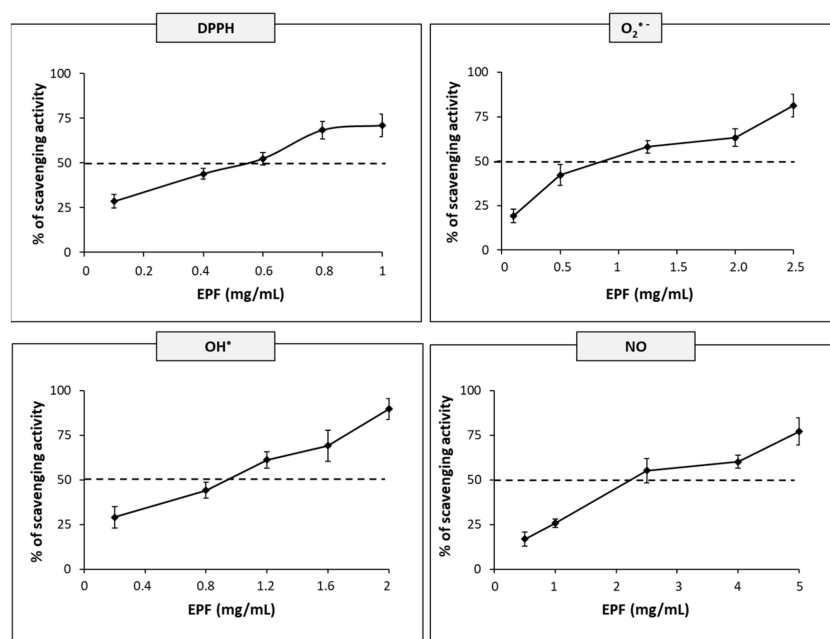 DPPH
% of scavenging activity
100
75
50
25
0
0 0.2 0.4 0.6 0.8 1
EPF (mg/mL)
O₂•-
% of scavenging activity
100
75
50
25
0
0 0.5 1 1.5 2.0 2.5
EPF (mg/mL)
OH•
% of scavenging activity
100
75
50
25
0
0 0.4 0.8 1.2 1.6 2
EPF (mg/mL)
NO
% of scavenging activity
100
75
50
25
0
0 1 2 3 4 5
EPF (mg/mL)